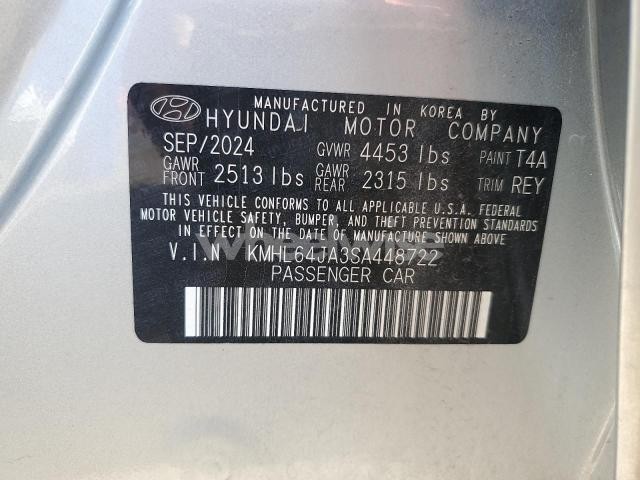 MANUFACTURED IN KOREA BY
HYUNDAI MOTOR COMPANY
SEP/2024 GVWR 4453 lbs PAINT T4A
GAWR FRONT 2513 lbs GAWR REAR 2315 lbs TRIM REY
THIS VEHICLE CONFORMS TO ALL APPLICABLE U.S.A. FEDERAL
MOTOR VEHICLE SAFETY, BUMPER, AND THEFT PREVENTION STANDARDS
IN EFFECT ON THE DATE OF MANUFACTURE SHOWN ABOVE.
V.I.N KMHL64JA3SA448722
PASSENGER CAR